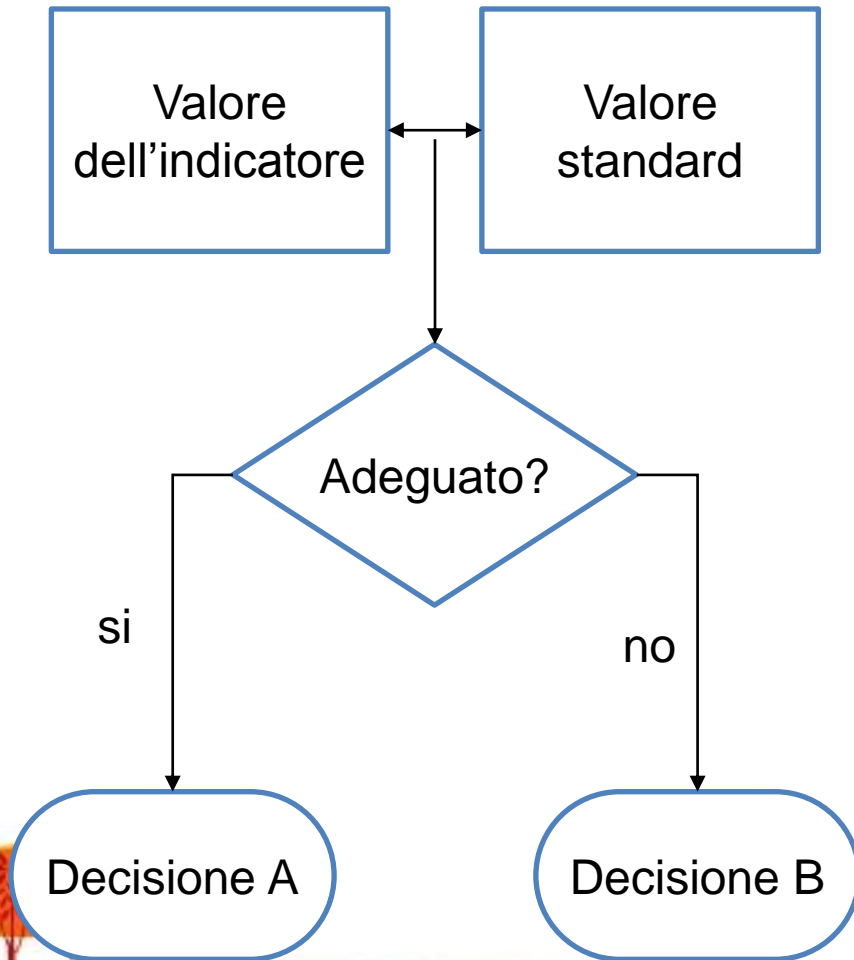 Valore
dell’indicatore
Valore
standard
Adeguato?
si
no
Decisione A
Decisione B